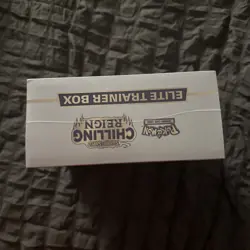 ELITE TRAINER BOX
POKÉMON
CHILLING
REIGN